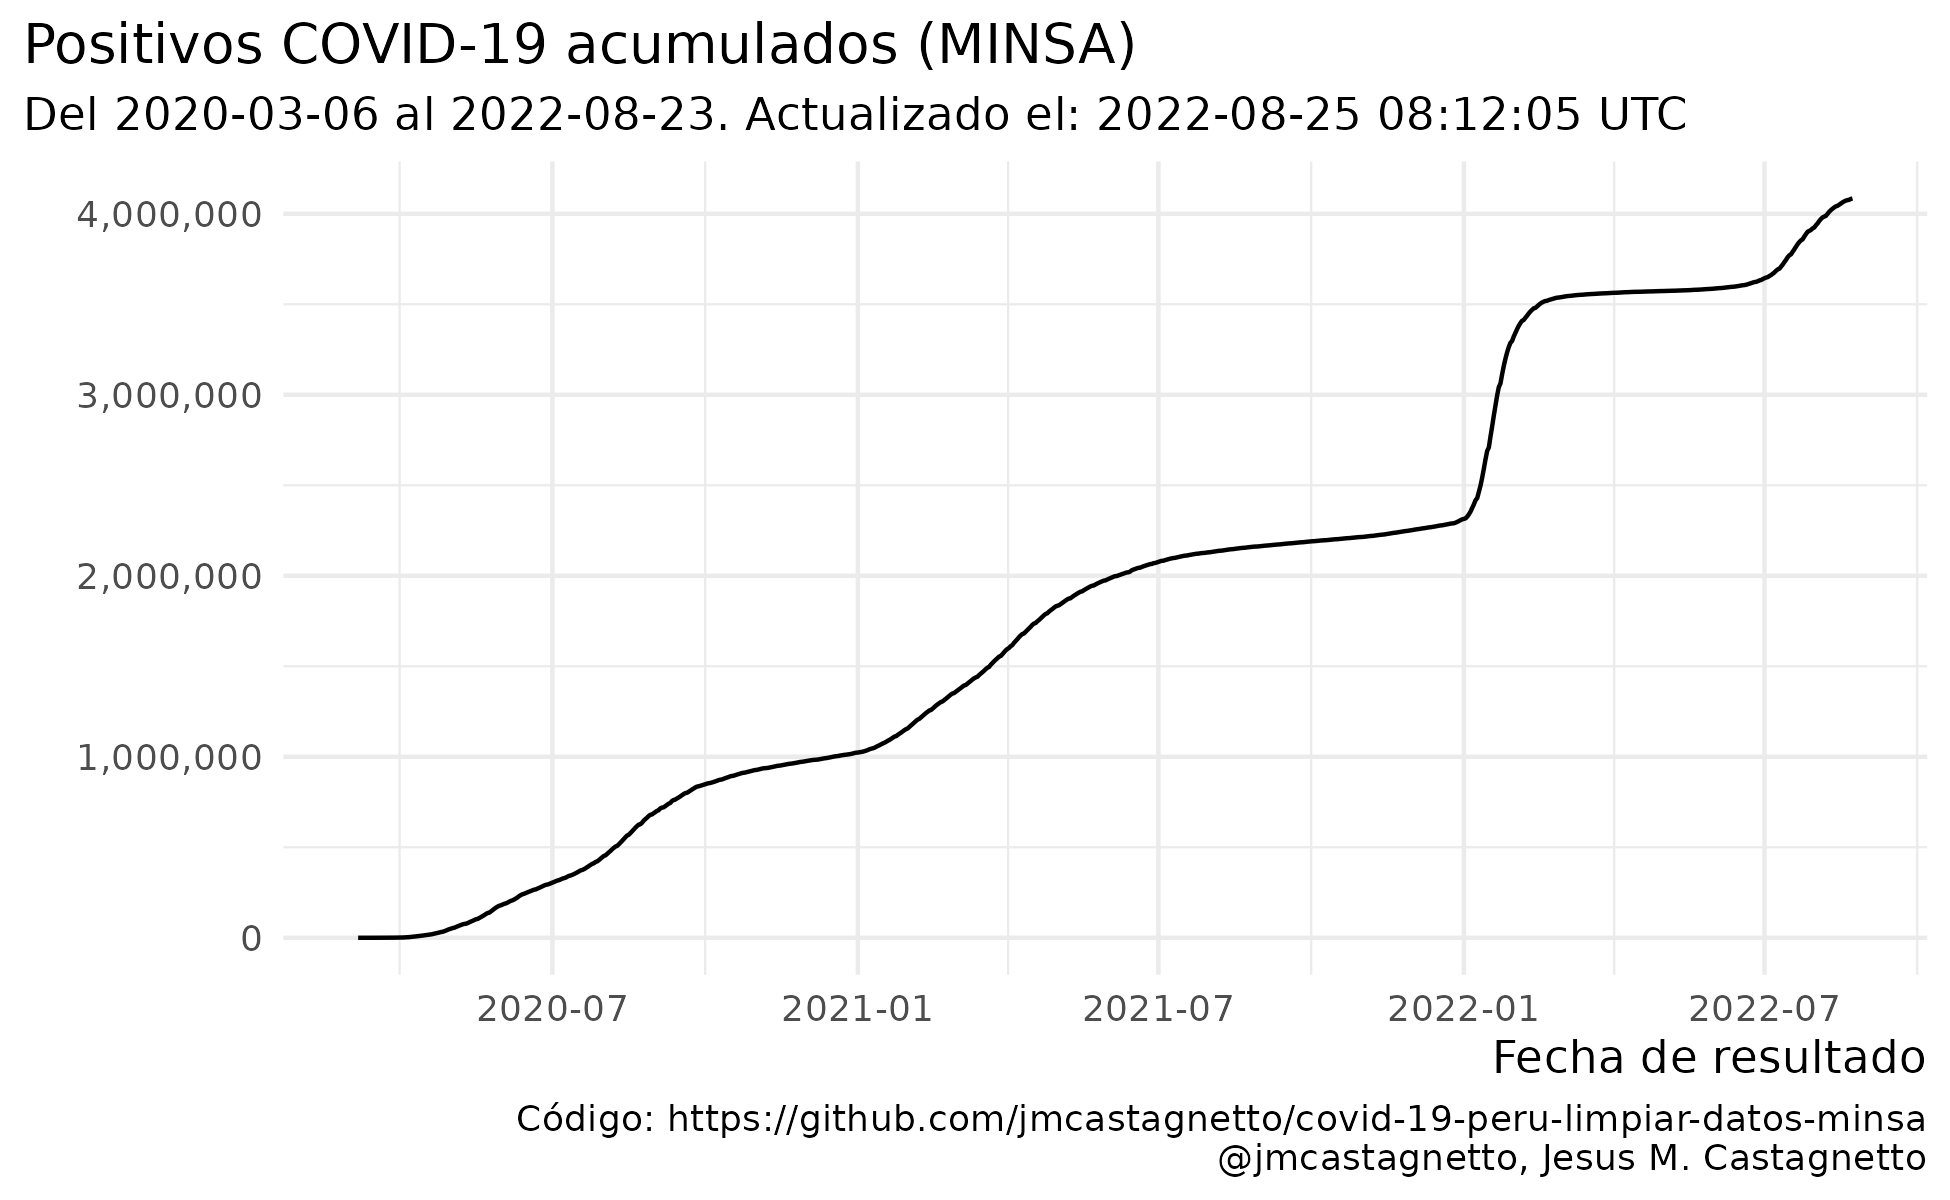 Positivos COVID-19 acumulados (MINSA)
Del 2020-03-06 al 2022-08-23. Actualizado el: 2022-08-25 08:12:05 UTC
4,000,000
3,000,000
2,000,000
1,000,000
0
2020-07 2021-01 2021-07 2022-01 2022-07
Fecha de resultado
Código: https://github.com/jmcastagnetto/covid-19-peru-limpiar-datos-minsa
@jmcastagnetto, Jesus M. Castagnetto